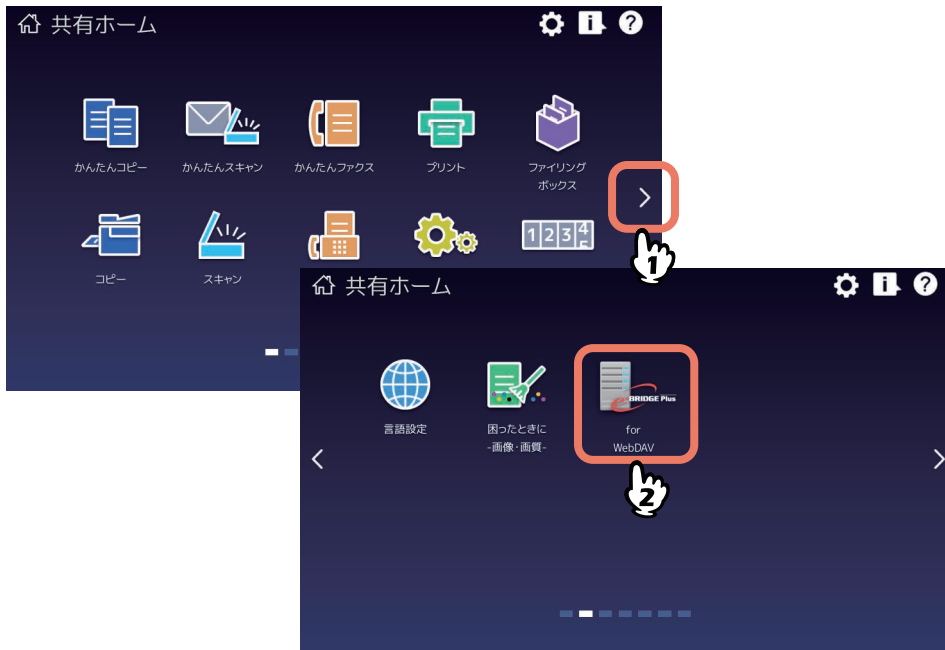 共有ホーム
かんたんコピー
かんたんスキャン
かんたんファクス
プリント
ファイリング
ボックス
1234
コピー
スキャン
1
共有ホーム
言語設定
困ったときに
-画像・画質-
e-BRIDGE Plus
for
WebDAV
2